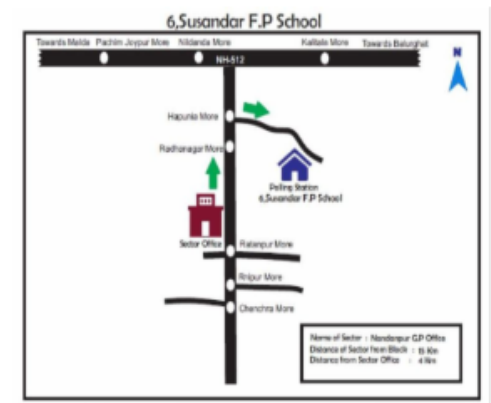 6,Susandar F.P School
Towards Malda Pachim Joypur More Nildanda More Kalitala More Towards Balurghat
N
NH-512
Hapunia More
Radhanagar More
Polling Station
6,Susandar F.P School
Sector Office Ratanpur More
Rnipur More
Chenchra More
Name of Sector : Nandanpur G.P Office
Distance of Sector from Block : 15 Km
Distance from Sector Office : 4 Km